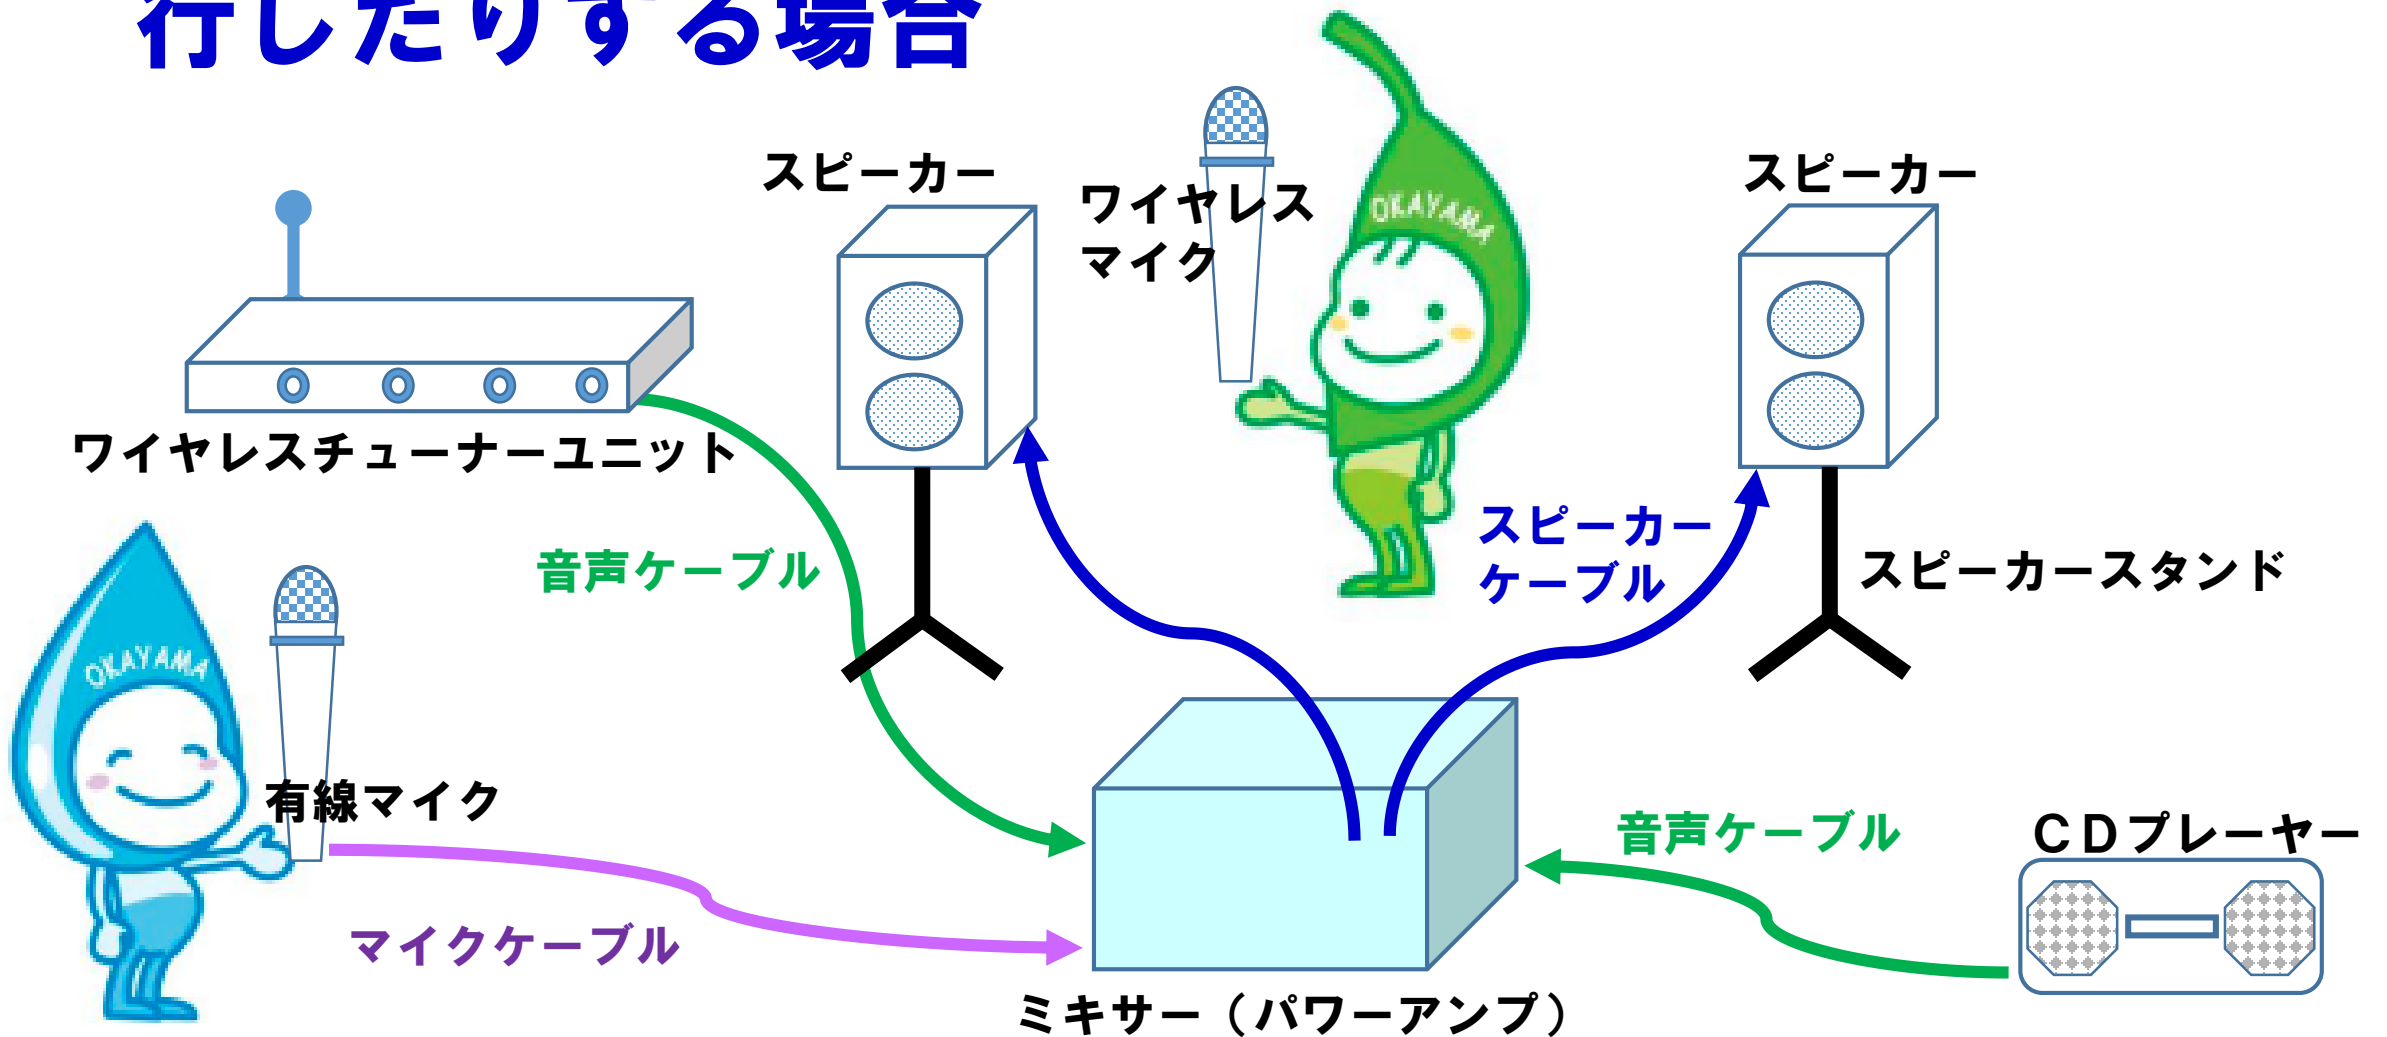 行したりする場合
スピーカー
ワイヤレス
マイク
スピーカー
OKAYAMA
ワイヤレスチューナーユニット
音声ケーブル
スピーカー
ケーブル
スピーカースタンド
OKAYAMA
有線マイク
マイクケーブル
音声ケーブル
ＣＤプレーヤー
ミキサー（パワーアンプ）